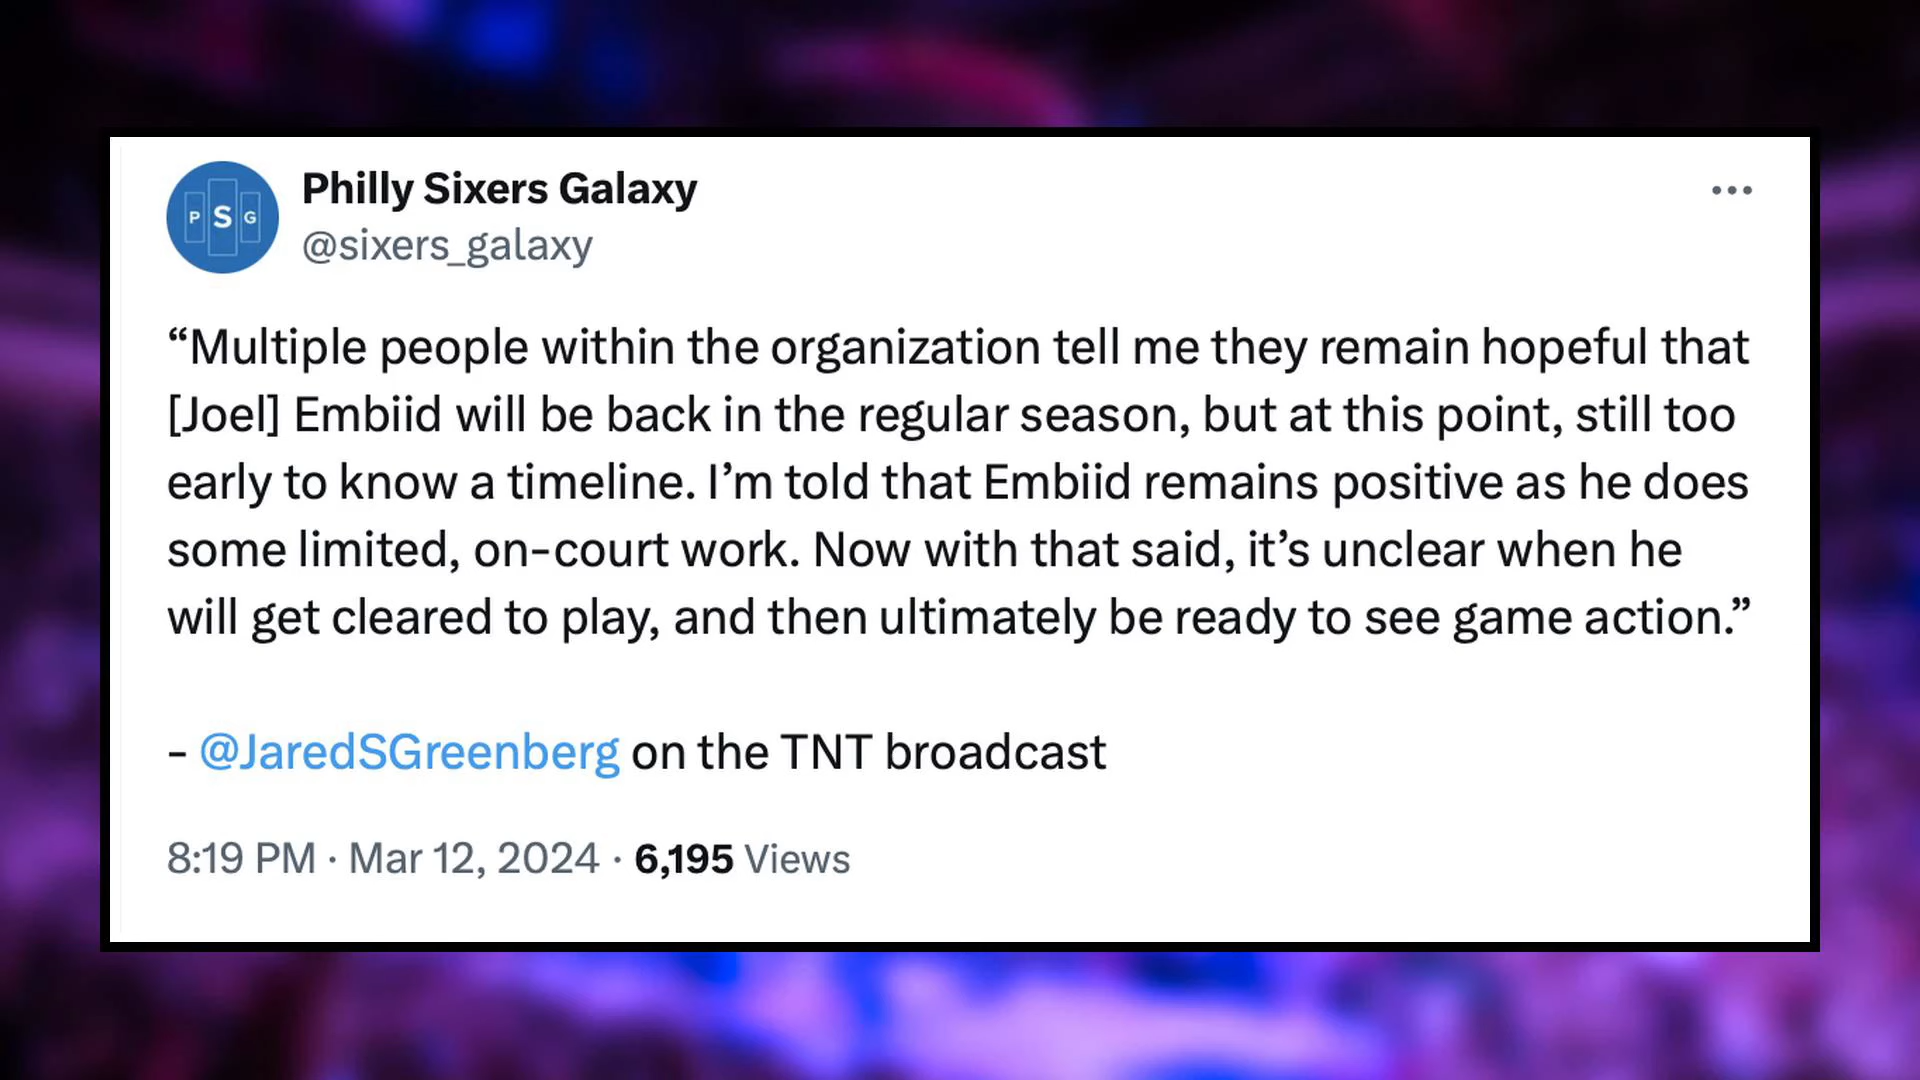 P S G
Philly Sixers Galaxy
@sixers_galaxy
“Multiple people within the organization tell me they remain hopeful that
[Joel] Embiid will be back in the regular season, but at this point, still too
early to know a timeline. I’m told that Embiid remains positive as he does
some limited, on-court work. Now with that said, it’s unclear when he
will get cleared to play, and then ultimately be ready to see game action.”
– @JaredSGreenberg on the TNT broadcast
8:19 PM · Mar 12, 2024 · 6,195 Views